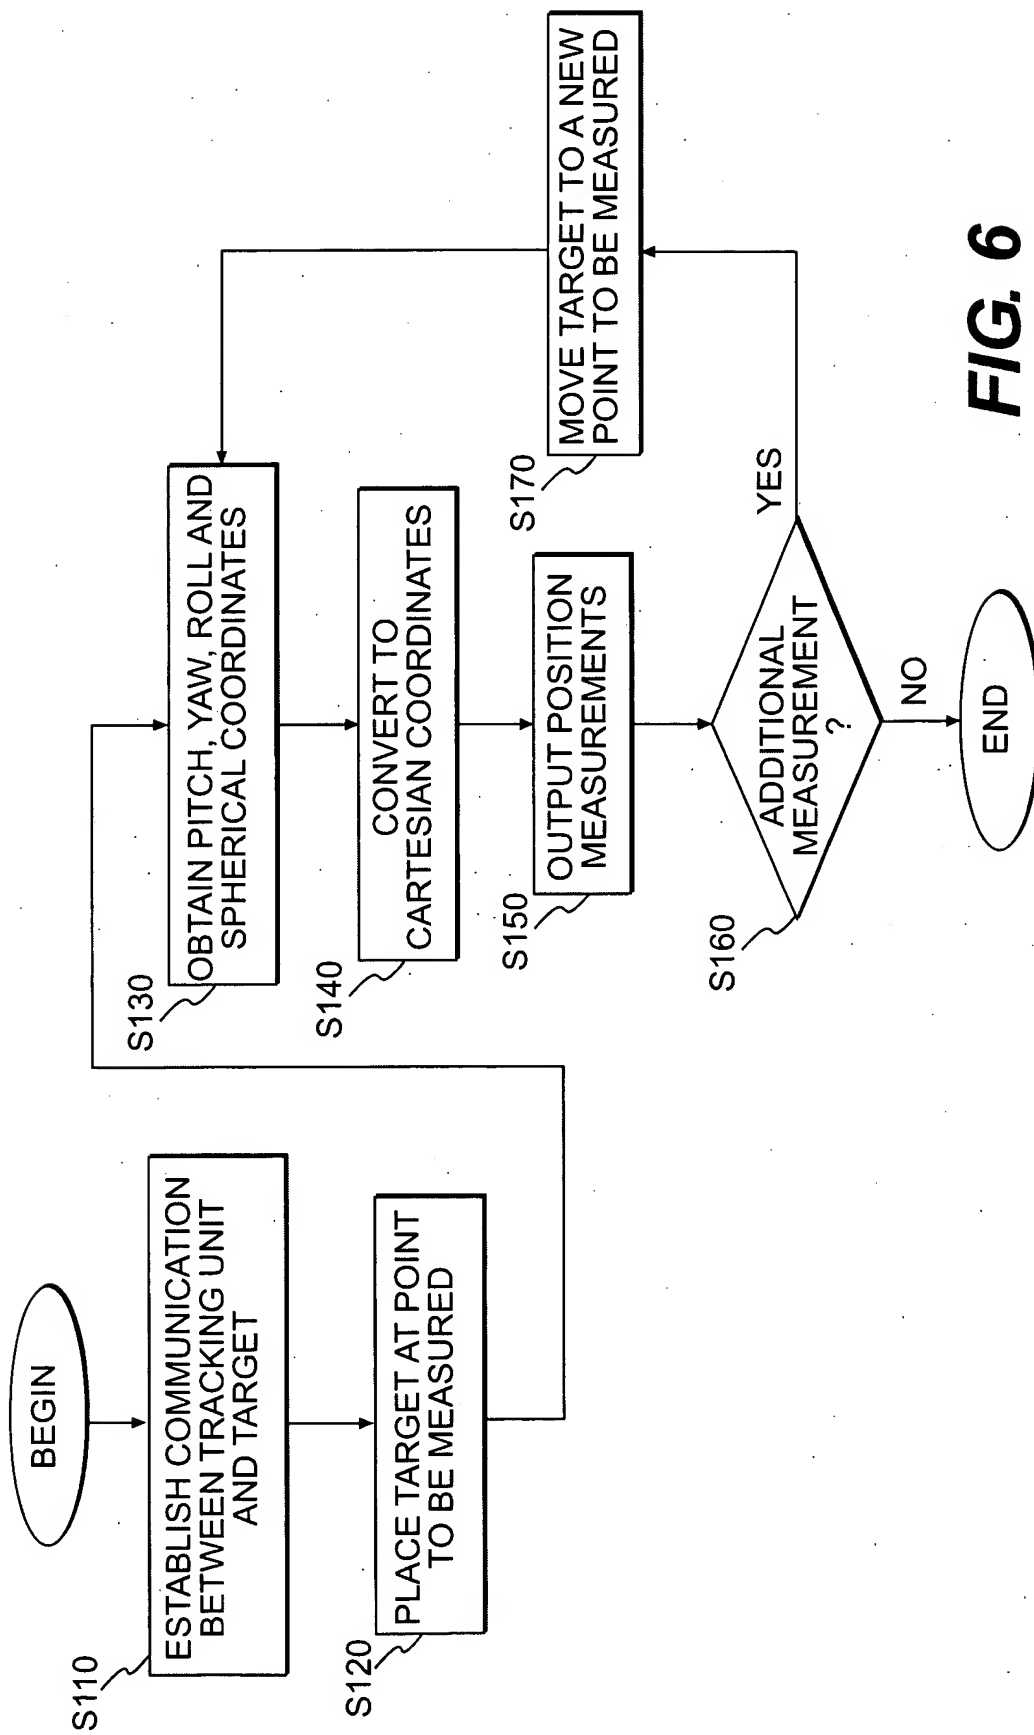 BEGIN
S110
ESTABLISH COMMUNICATION
BETWEEN TRACKING UNIT
AND TARGET
S120
PLACE TARGET AT POINT
TO BE MEASURED
S130
OBTAIN PITCH, YAW, ROLL AND
SPHERICAL COORDINATES
S140
CONVERT TO
CARTESIAN COORDINATES
S150
OUTPUT POSITION
MEASUREMENTS
S160
ADDITIONAL
MEASUREMENT
?
YES
NO
S170
MOVE TARGET TO A NEW
POINT TO BE MEASURED
END
FIG. 6